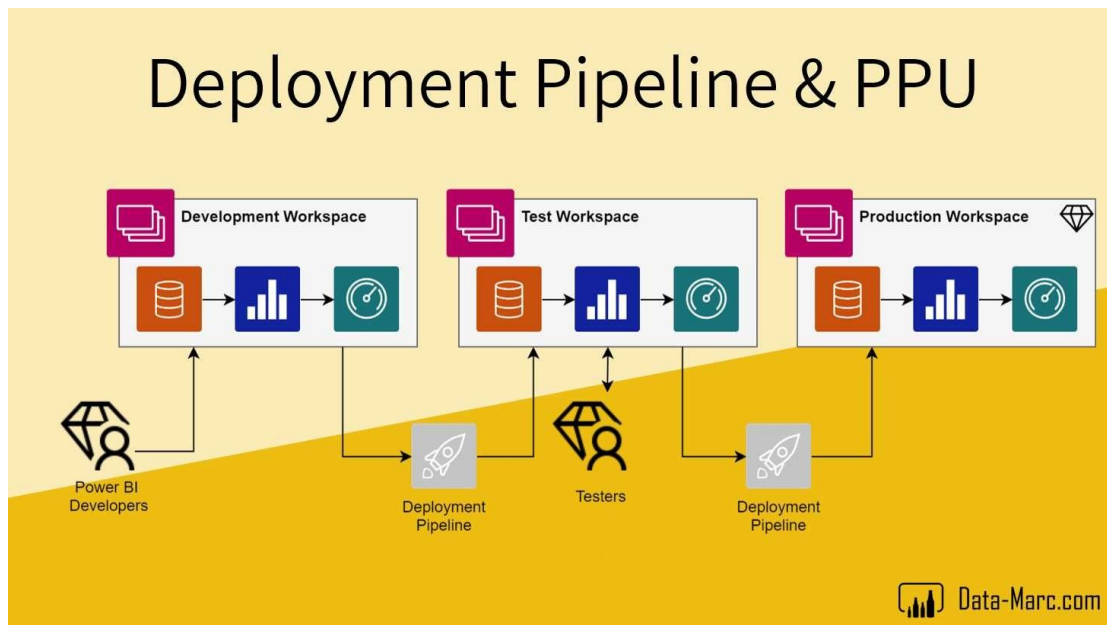 Deployment Pipeline & PPU
Development Workspace
Test Workspace
Production Workspace
Power BI
Developers
Deployment
Pipeline
Testers
Deployment
Pipeline
Data-Marc.com